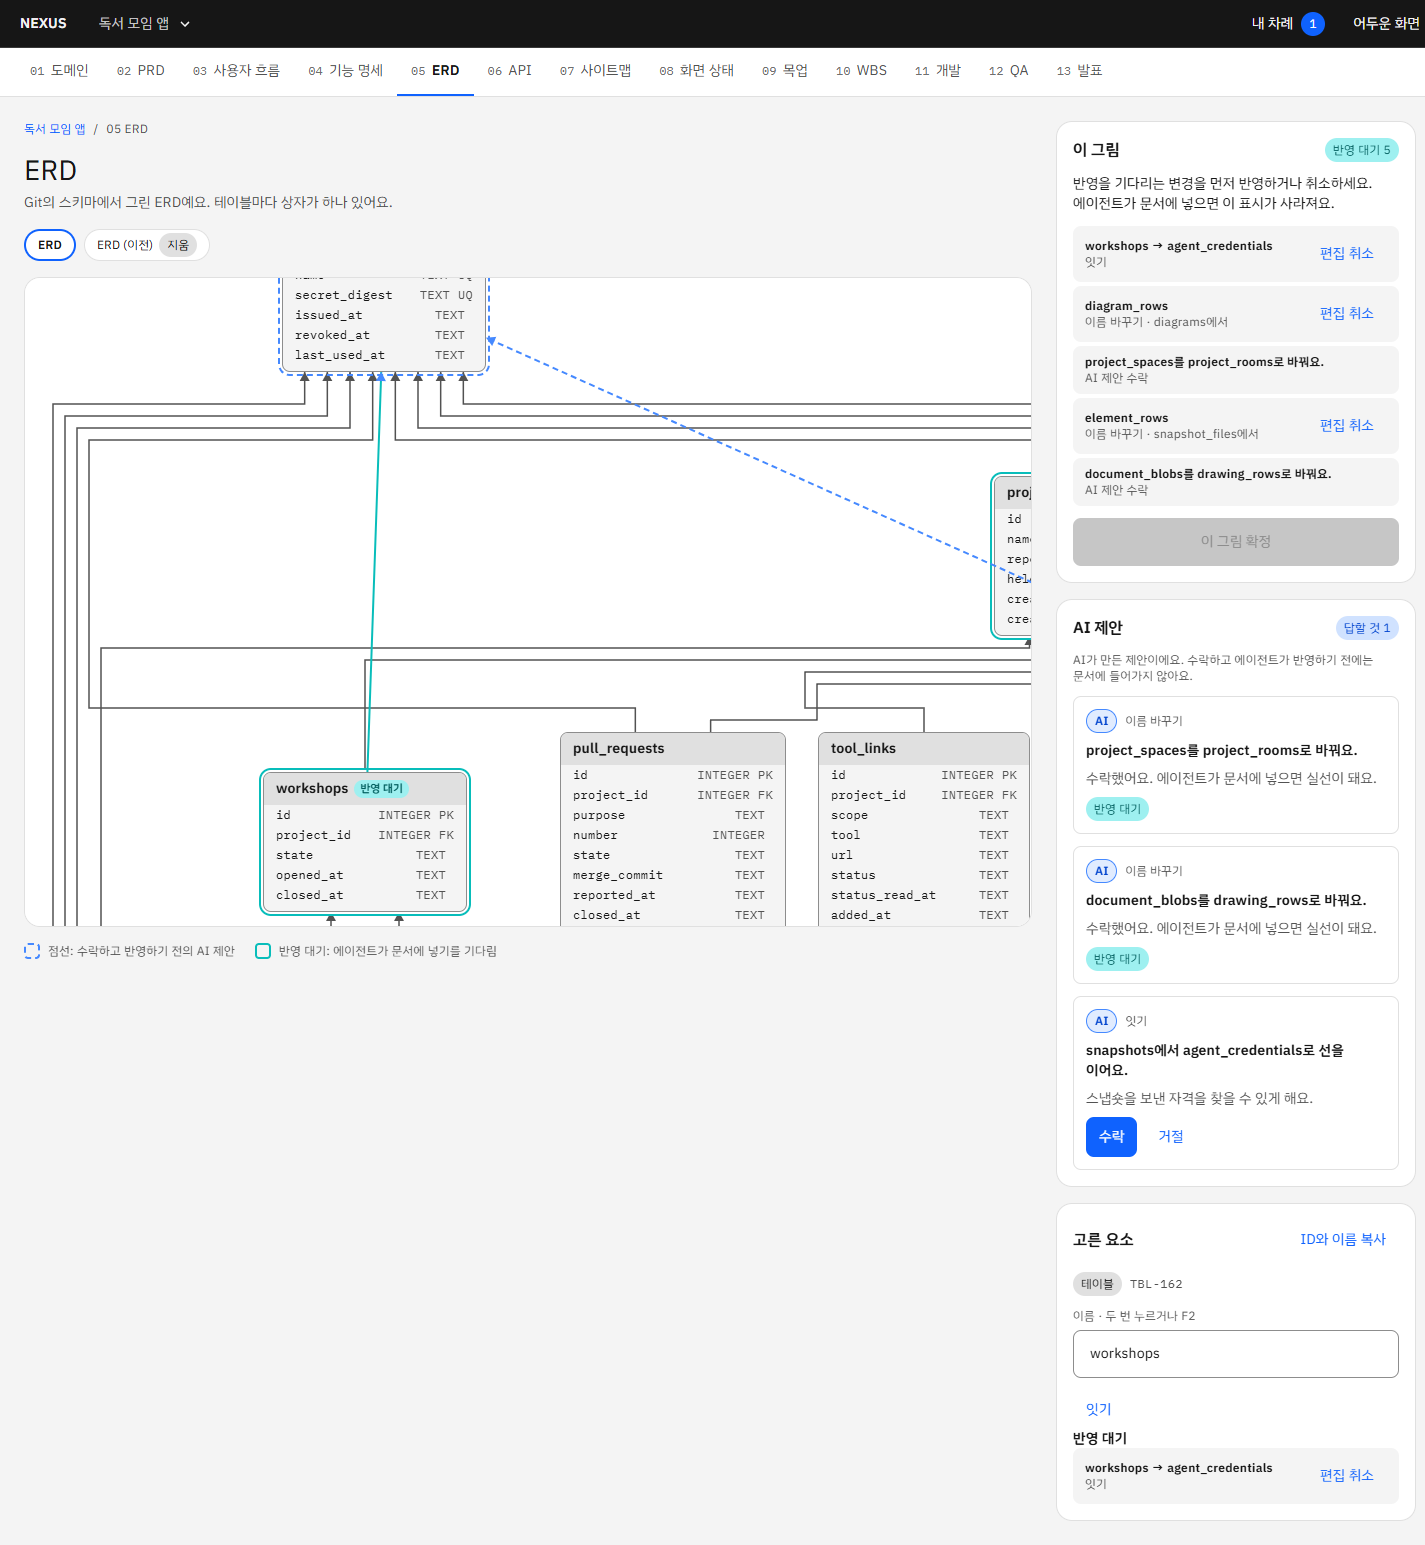 NEXUS 독서 모임 앱 내 차례 1 어두운 화면
01 도메인 02 PRD 03 사용자 흐름 04 기능 명세 05 ERD 06 API 07 사이트맵 08 화면 상태 09 목업 10 WBS 11 개발 12 QA 13 발표
독서 모임 앱 / 05 ERD
ERD
Git의 스키마에서 그린 ERD예요. 테이블마다 상자가 하나 있어요.
ERD ERD (이전) 지움
secret_digest TEXT UQ
issued_at TEXT
revoked_at TEXT
last_used_at TEXT
id
workshops 반영 대기
id INTEGER PK
project_id INTEGER FK
state TEXT
opened_at TEXT
closed_at TEXT
pull_requests
id INTEGER PK
project_id INTEGER FK
purpose TEXT
number INTEGER
state TEXT
merge_commit TEXT
reported_at TEXT
closed_at TEXT
tool_links
id INTEGER PK
project_id INTEGER FK
scope TEXT
tool TEXT
url TEXT
status TEXT
status_read_at TEXT
added_at TEXT
점선: 수락하고 반영하기 전의 AI 제안 반영 대기: 에이전트가 문서에 넣기를 기다림
이 그림 반영 대기 5
반영을 기다리는 변경을 먼저 반영하거나 취소하세요.
에이전트가 문서에 넣으면 이 표시가 사라져요.
workshops → agent_credentials
잇기
편집 취소
diagram_rows
이름 바꾸기 · diagrams에서
편집 취소
project_spaces를 project_rooms로 바꿔요.
AI 제안 수락
element_rows
이름 바꾸기 · snapshot_files에서
편집 취소
document_blobs를 drawing_rows로 바꿔요.
AI 제안 수락
이 그림 확정
AI 제안 답할 것 1
AI가 만든 제안이에요. 수락하고 에이전트가 반영하기 전에는
문서에 들어가지 않아요.
AI 이름 바꾸기
project_spaces를 project_rooms로 바꿔요.
수락했어요. 에이전트가 문서에 넣으면 실선이 돼요.
반영 대기
AI 이름 바꾸기
document_blobs를 drawing_rows로 바꿔요.
수락했어요. 에이전트가 문서에 넣으면 실선이 돼요.
반영 대기
AI 잇기
snapshots에서 agent_credentials로 선을
이어요.
스냅숏을 보낸 자격을 찾을 수 있게 해요.
수락 거절
고른 요소 ID와 이름 복사
테이블 TBL-162
이름 · 두 번 누르거나 F2
workshops
잇기
반영 대기
workshops → agent_credentials
잇기
편집 취소